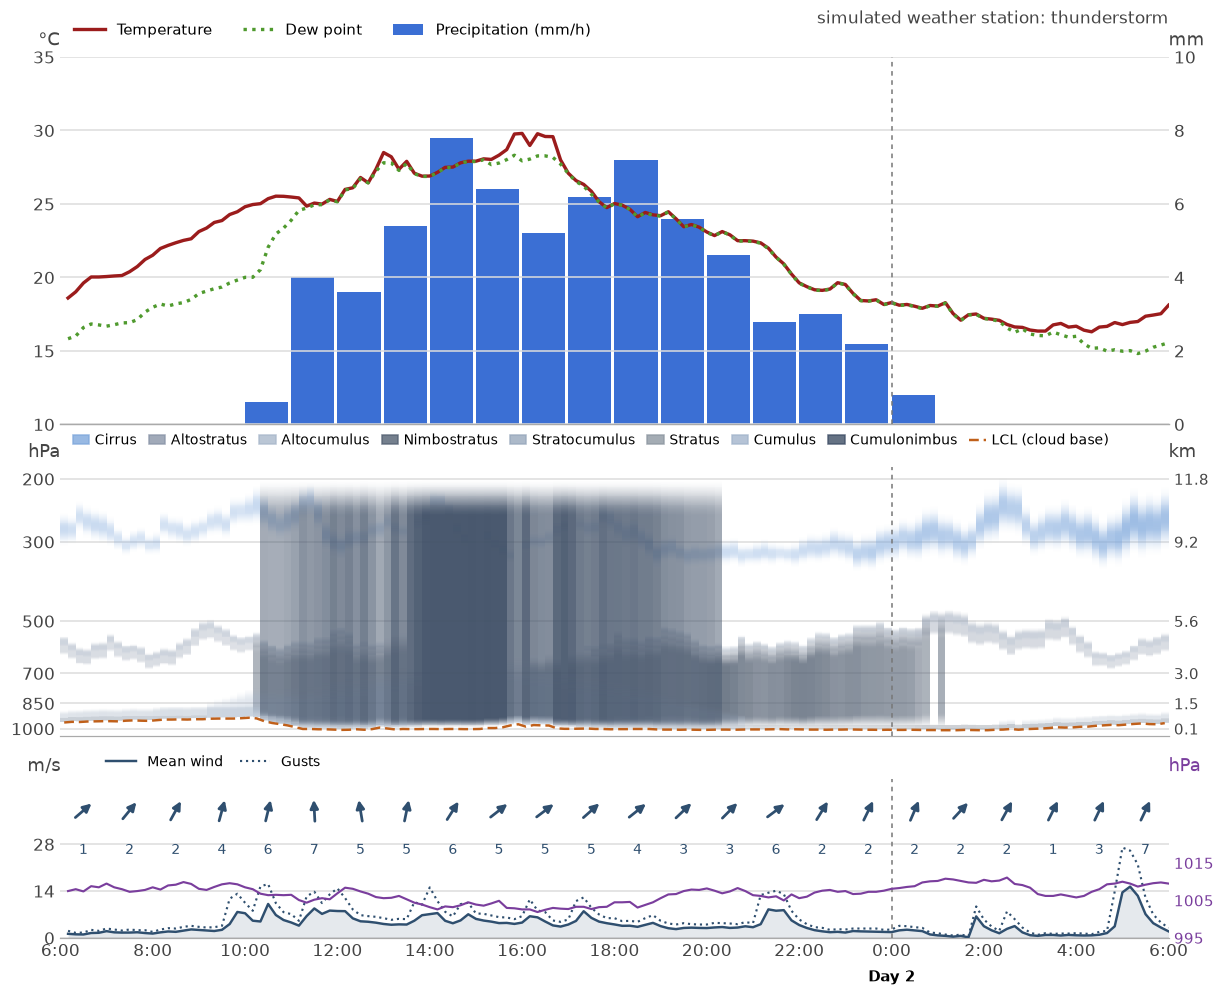 simulated weather station: thunderstorm
Temperature Dew point Precipitation (mm/h)
°C mm
35 10
30 8
25 6
20 4
15 2
10 0
Cirrus Altostratus Altocumulus Nimbostratus Stratocumulus Stratus Cumulus Cumulonimbus LCL (cloud base)
hPa km
200 11.8
300 9.2
500 5.6
700 3.0
850 1.5
1000 0.1
m/s Mean wind Gusts hPa
28 1 2 2 4 6 7 5 5 6 5 5 5 4 3 3 6 2 2 2 2 2 1 3 7
1015
14 1005
0 995
6:00 8:00 10:00 12:00 14:00 16:00 18:00 20:00 22:00 0:00 2:00 4:00 6:00
Day 2